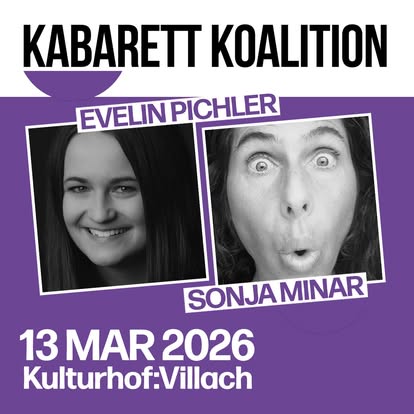 KABARETT KOALITION
EVELIN PICHLER
SONJA MINAR
13 MAR 2026
Kulturhof:Villach